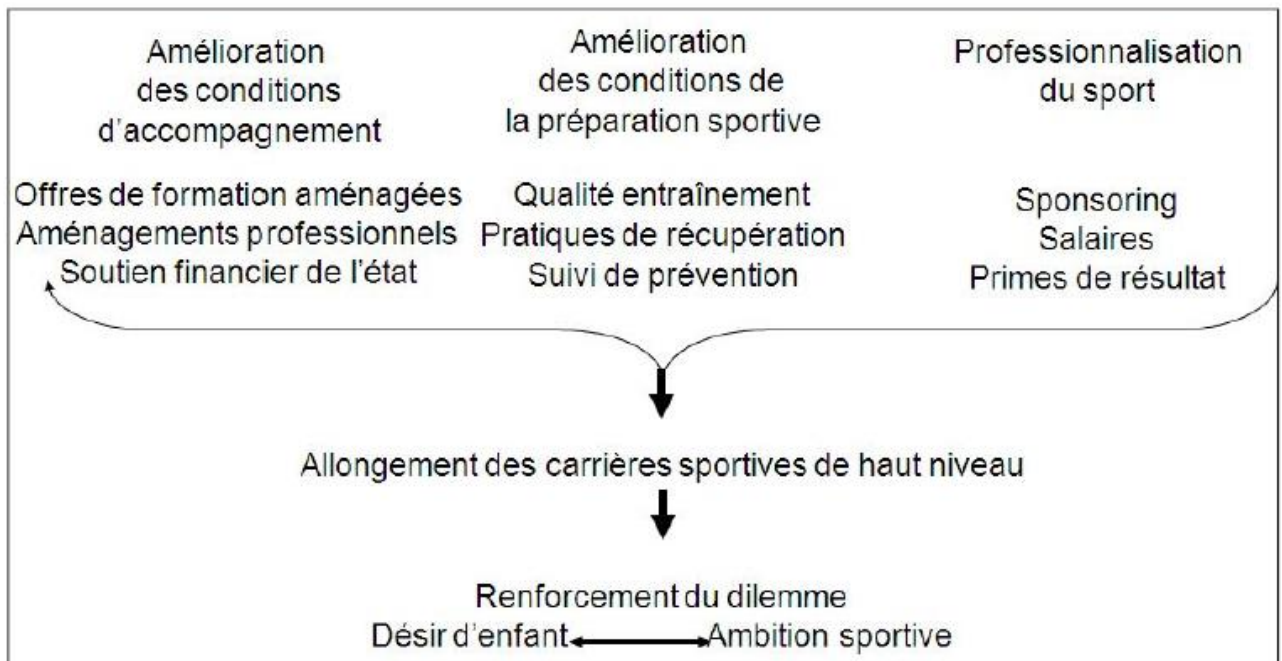 Amélioration
des conditions
d'accompagnement
Offres de formation aménagées
Aménagements professionnels
Soutien financier de l'état
Amélioration
des conditions de
la préparation sportive
Qualité entraînement
Pratiques de récupération
Suivi de prévention
Professionnalisation
du sport
Sponsoring
Salaires
Primes de résultat
Allongement des carrières sportives de haut niveau
Renforcement du dilemme
Désir d'enfant Ambition sportive